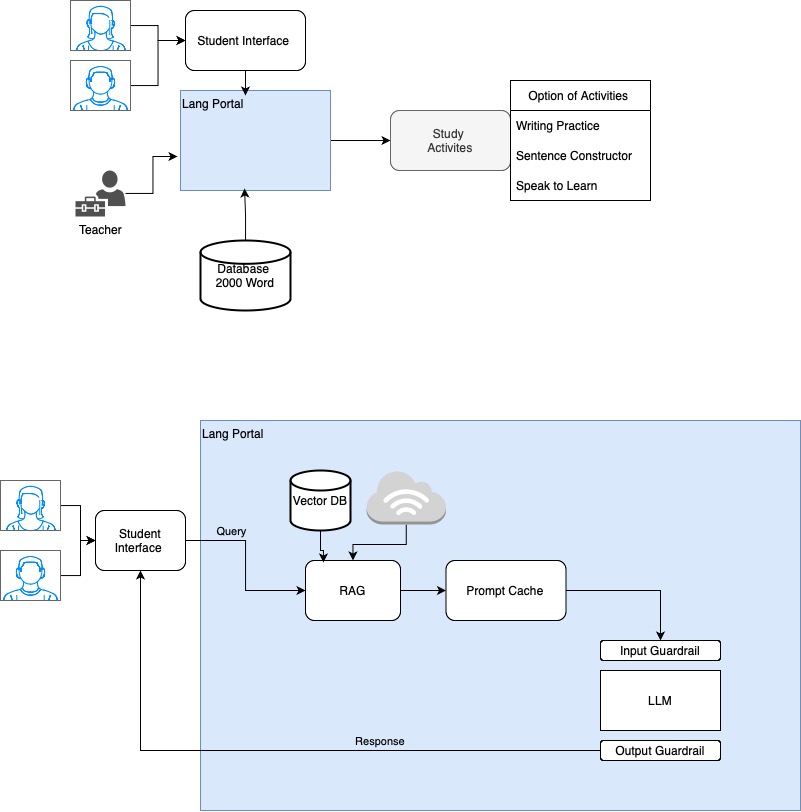 Student Interface
Lang Portal
Study
Activites
Option of Activities
Writing Practice
Sentence Constructor
Speak to Learn
Teacher
Database
2000 Word
Lang Portal
Vector DB
Student
Interface
Query
RAG
Prompt Cache
Input Guardrail
LLM
Response
Output Guardrail